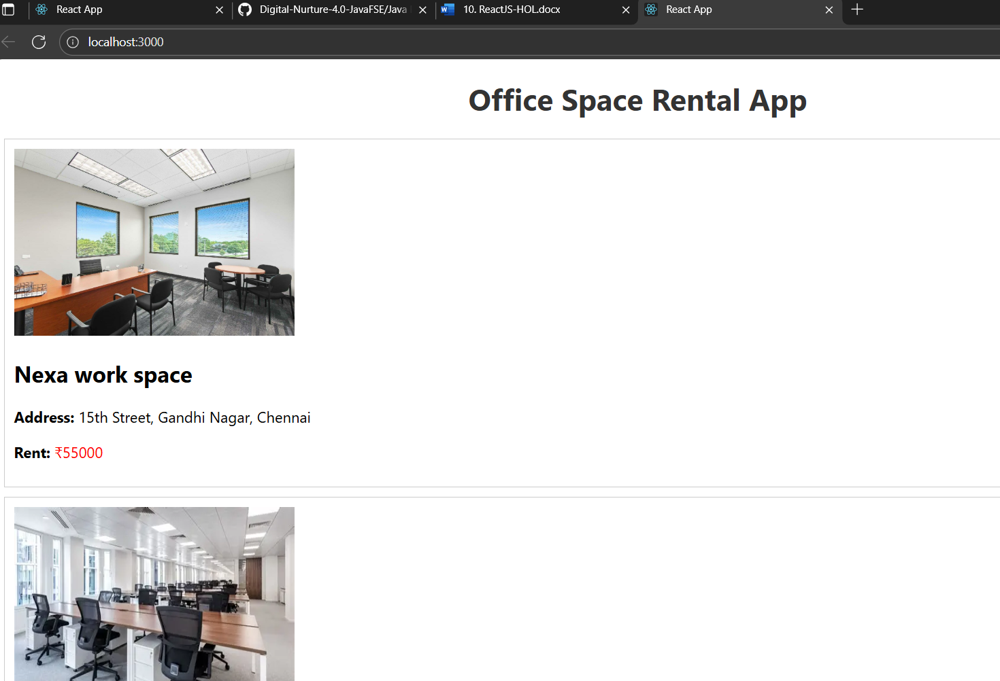 React App
Digital-Nurture-4.0-JavaFSE/Java
10. ReactJS-HOL.docx
React App
localhost:3000
Office Space Rental App
Nexa work space
Address: 15th Street, Gandhi Nagar, Chennai
Rent: ₹55000